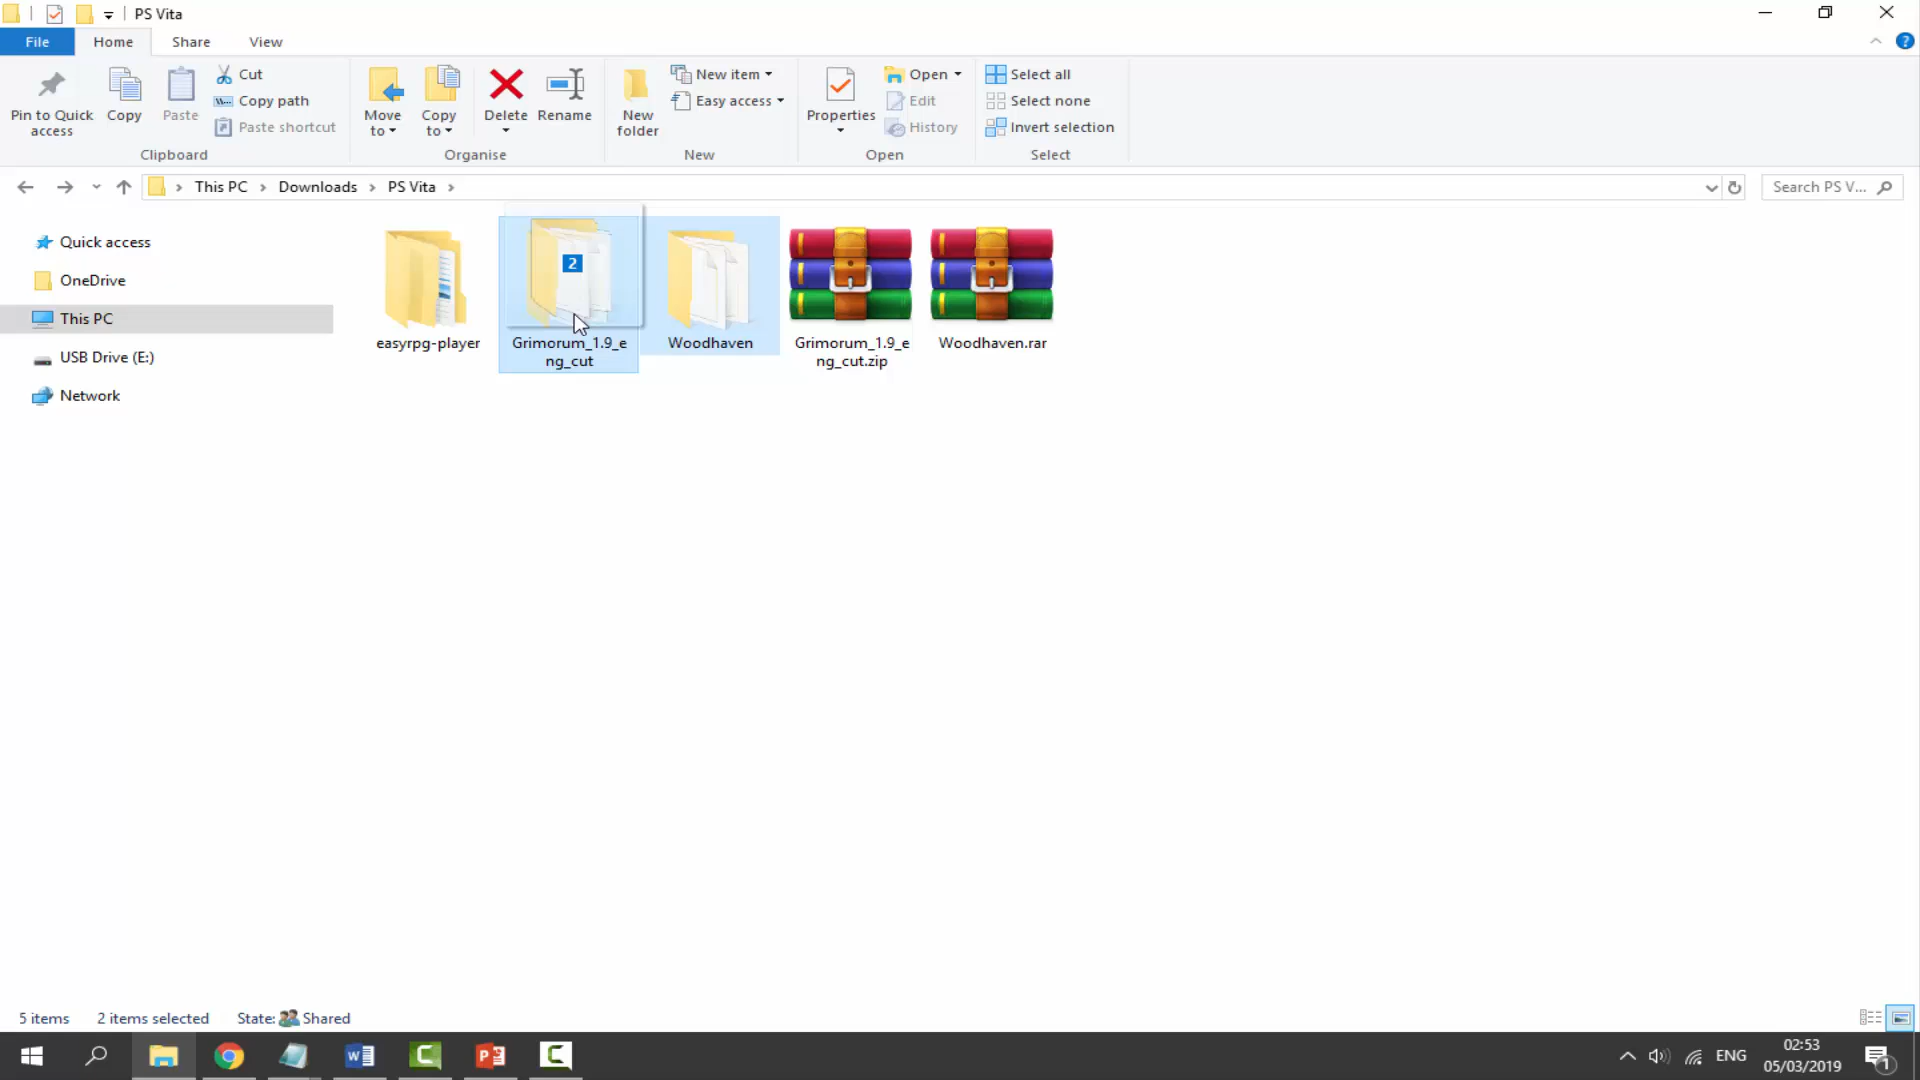 PS Vita
File
Home
Share
View
Pin to Quick
access
Copy
Paste
Cut
Copy path
Paste shortcut
Clipboard
Move
to
Copy
to
Delete
Rename
Organise
New
folder
New item
Easy access
New
Properties
Open
Edit
History
Open
Select all
Select none
Invert selection
Select
This PC
Downloads
PS Vita
Search PS V...
Quick access
OneDrive
This PC
USB Drive (E:)
Network
easyrpg-player
2
Grimorum_1.9_e
ng_cut
Woodhaven
Grimorum_1.9_e
ng_cut.zip
Woodhaven.rar
5 items
2 items selected
State:
Shared
ENG
02:53
05/03/2019
1